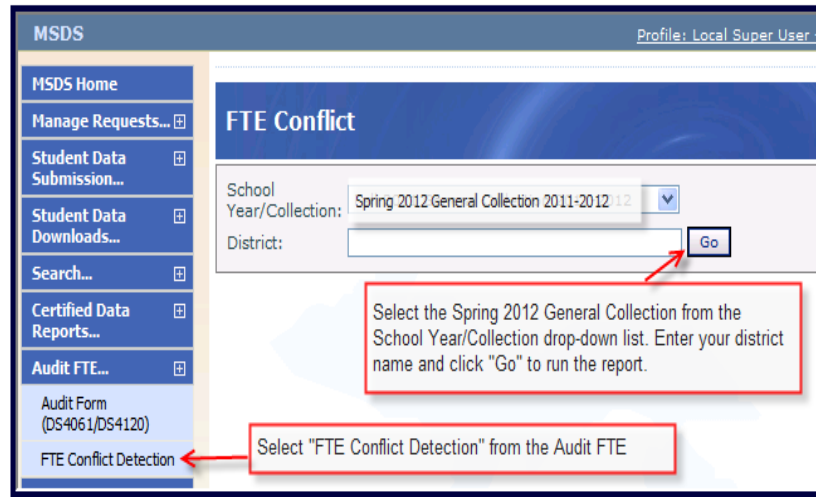 MSDS
Profile: Local Super User
MSDS Home
Manage Requests...
Student Data
Submission...
Student Data
Downloads...
Search...
Certified Data
Reports...
Audit FTE...
Audit Form
(DS4061/DS4120)
FTE Conflict Detection
FTE Conflict
School
Year/Collection:
Spring 2012 General Collection 2011-2012
District:
Go
Select the Spring 2012 General Collection from the
School Year/Collection drop-down list. Enter your district
name and click "Go" to run the report.
Select "FTE Conflict Detection" from the Audit FTE